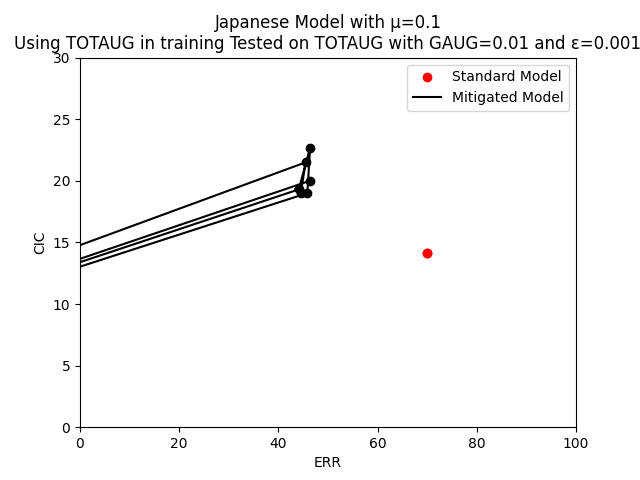 Japanese Model with μ=0.1
Using TOTAUG in training Tested on TOTAUG with GAUG=0.01 and ε=0.001
Standard Model
Mitigated Model
30
25
20
15
10
5
0
CIC
0 20 40 60 80 100
ERR